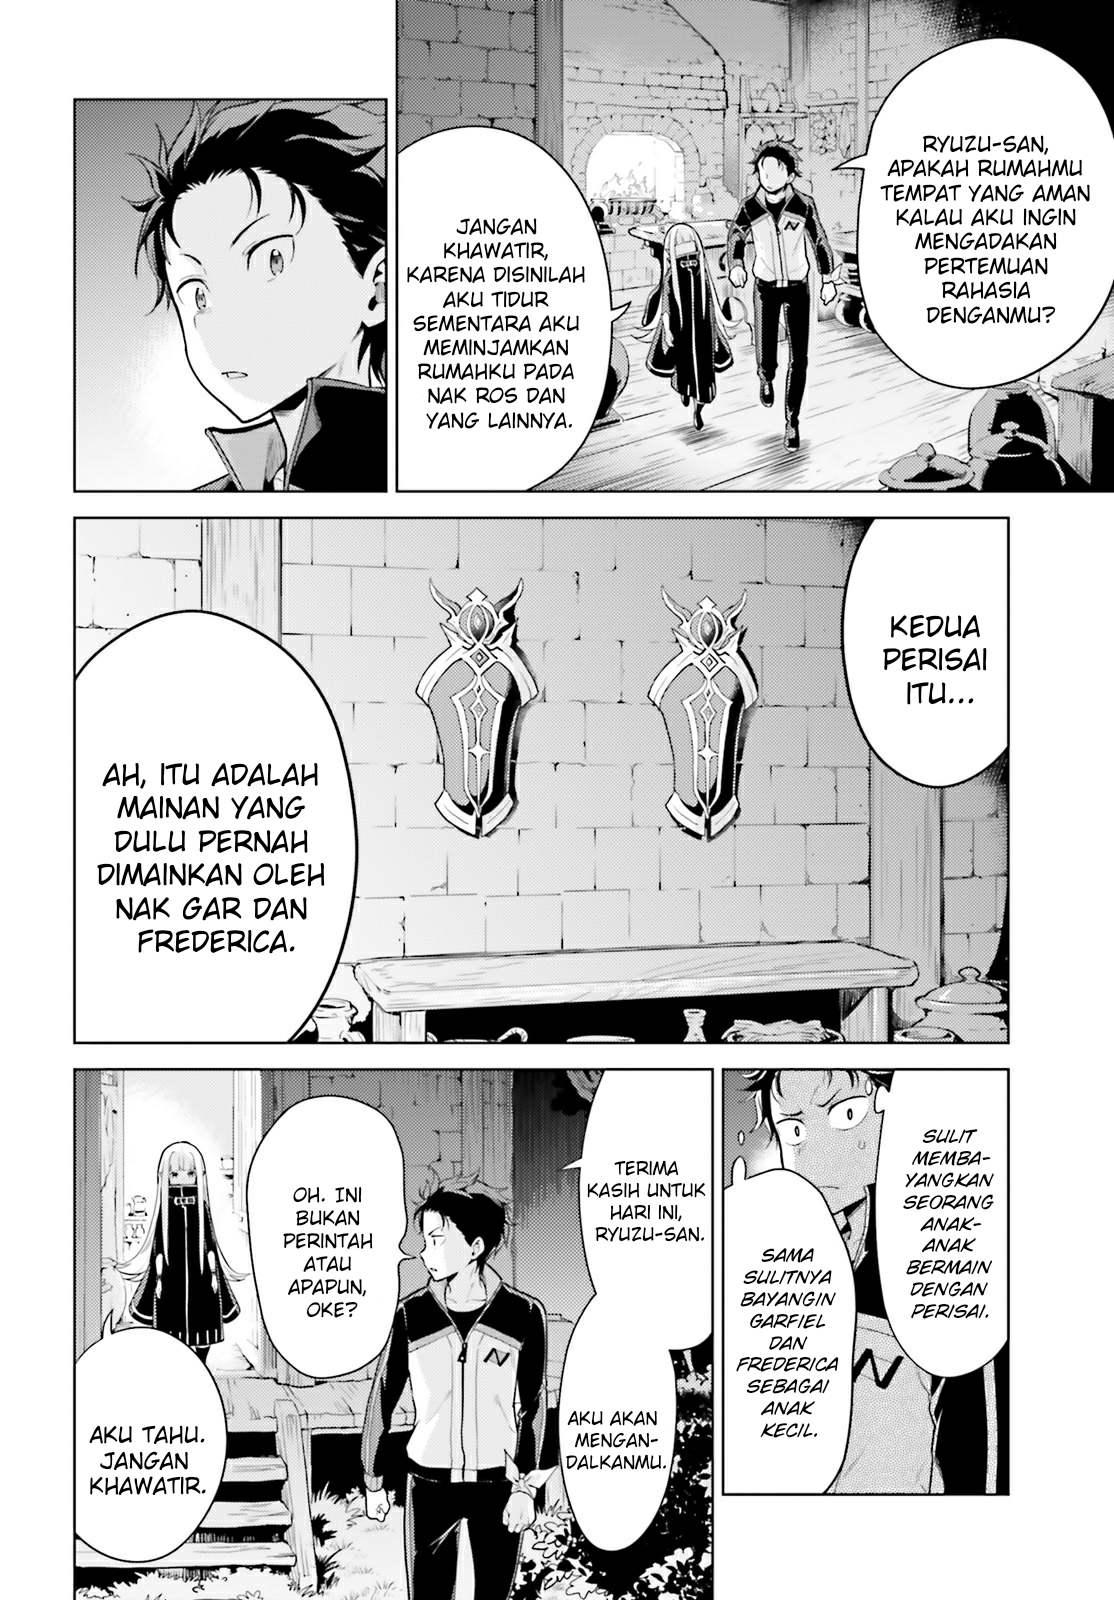 RYUZU-SAN,
APAKAH RUMAHMU
TEMPAT YANG AMAN
KALAU AKU INGIN
MENGADAKAN
PERTEMUAN
RAHASIA
DENGANMU?
JANGAN
KHAWATIR,
KARENA DISINILAH
AKU TIDUR
SEMENTARA AKU
MEMINJAMKAN
RUMAHKU PADA
NAK ROS DAN
YANG LAINNYA.
KEDUA
PERISAI
ITU...
AH, ITU ADALAH
MAINAN YANG
DULU PERNAH
DIMAINKAN OLEH
NAK GAR DAN
FREDERICA.
SULIT
MEMBA-
YANGKAN
SEORANG
ANAK-
ANAK
BERMAIN
DENGAN
PERISAI.
SAMA
SULITNYA
BAYANGIN
GARFIEL
DAN
FREDERICA
SEBAGAI
ANAK
KECIL.
TERIMA
KASIH UNTUK
HARI INI,
RYUZU-SAN.
AKU AKAN
MENGAN-
DALKANMU.
OH. INI
BUKAN
PERINTAH
ATAU
APAPUN,
OKE?
AKU TAHU.
JANGAN
KHAWATIR.